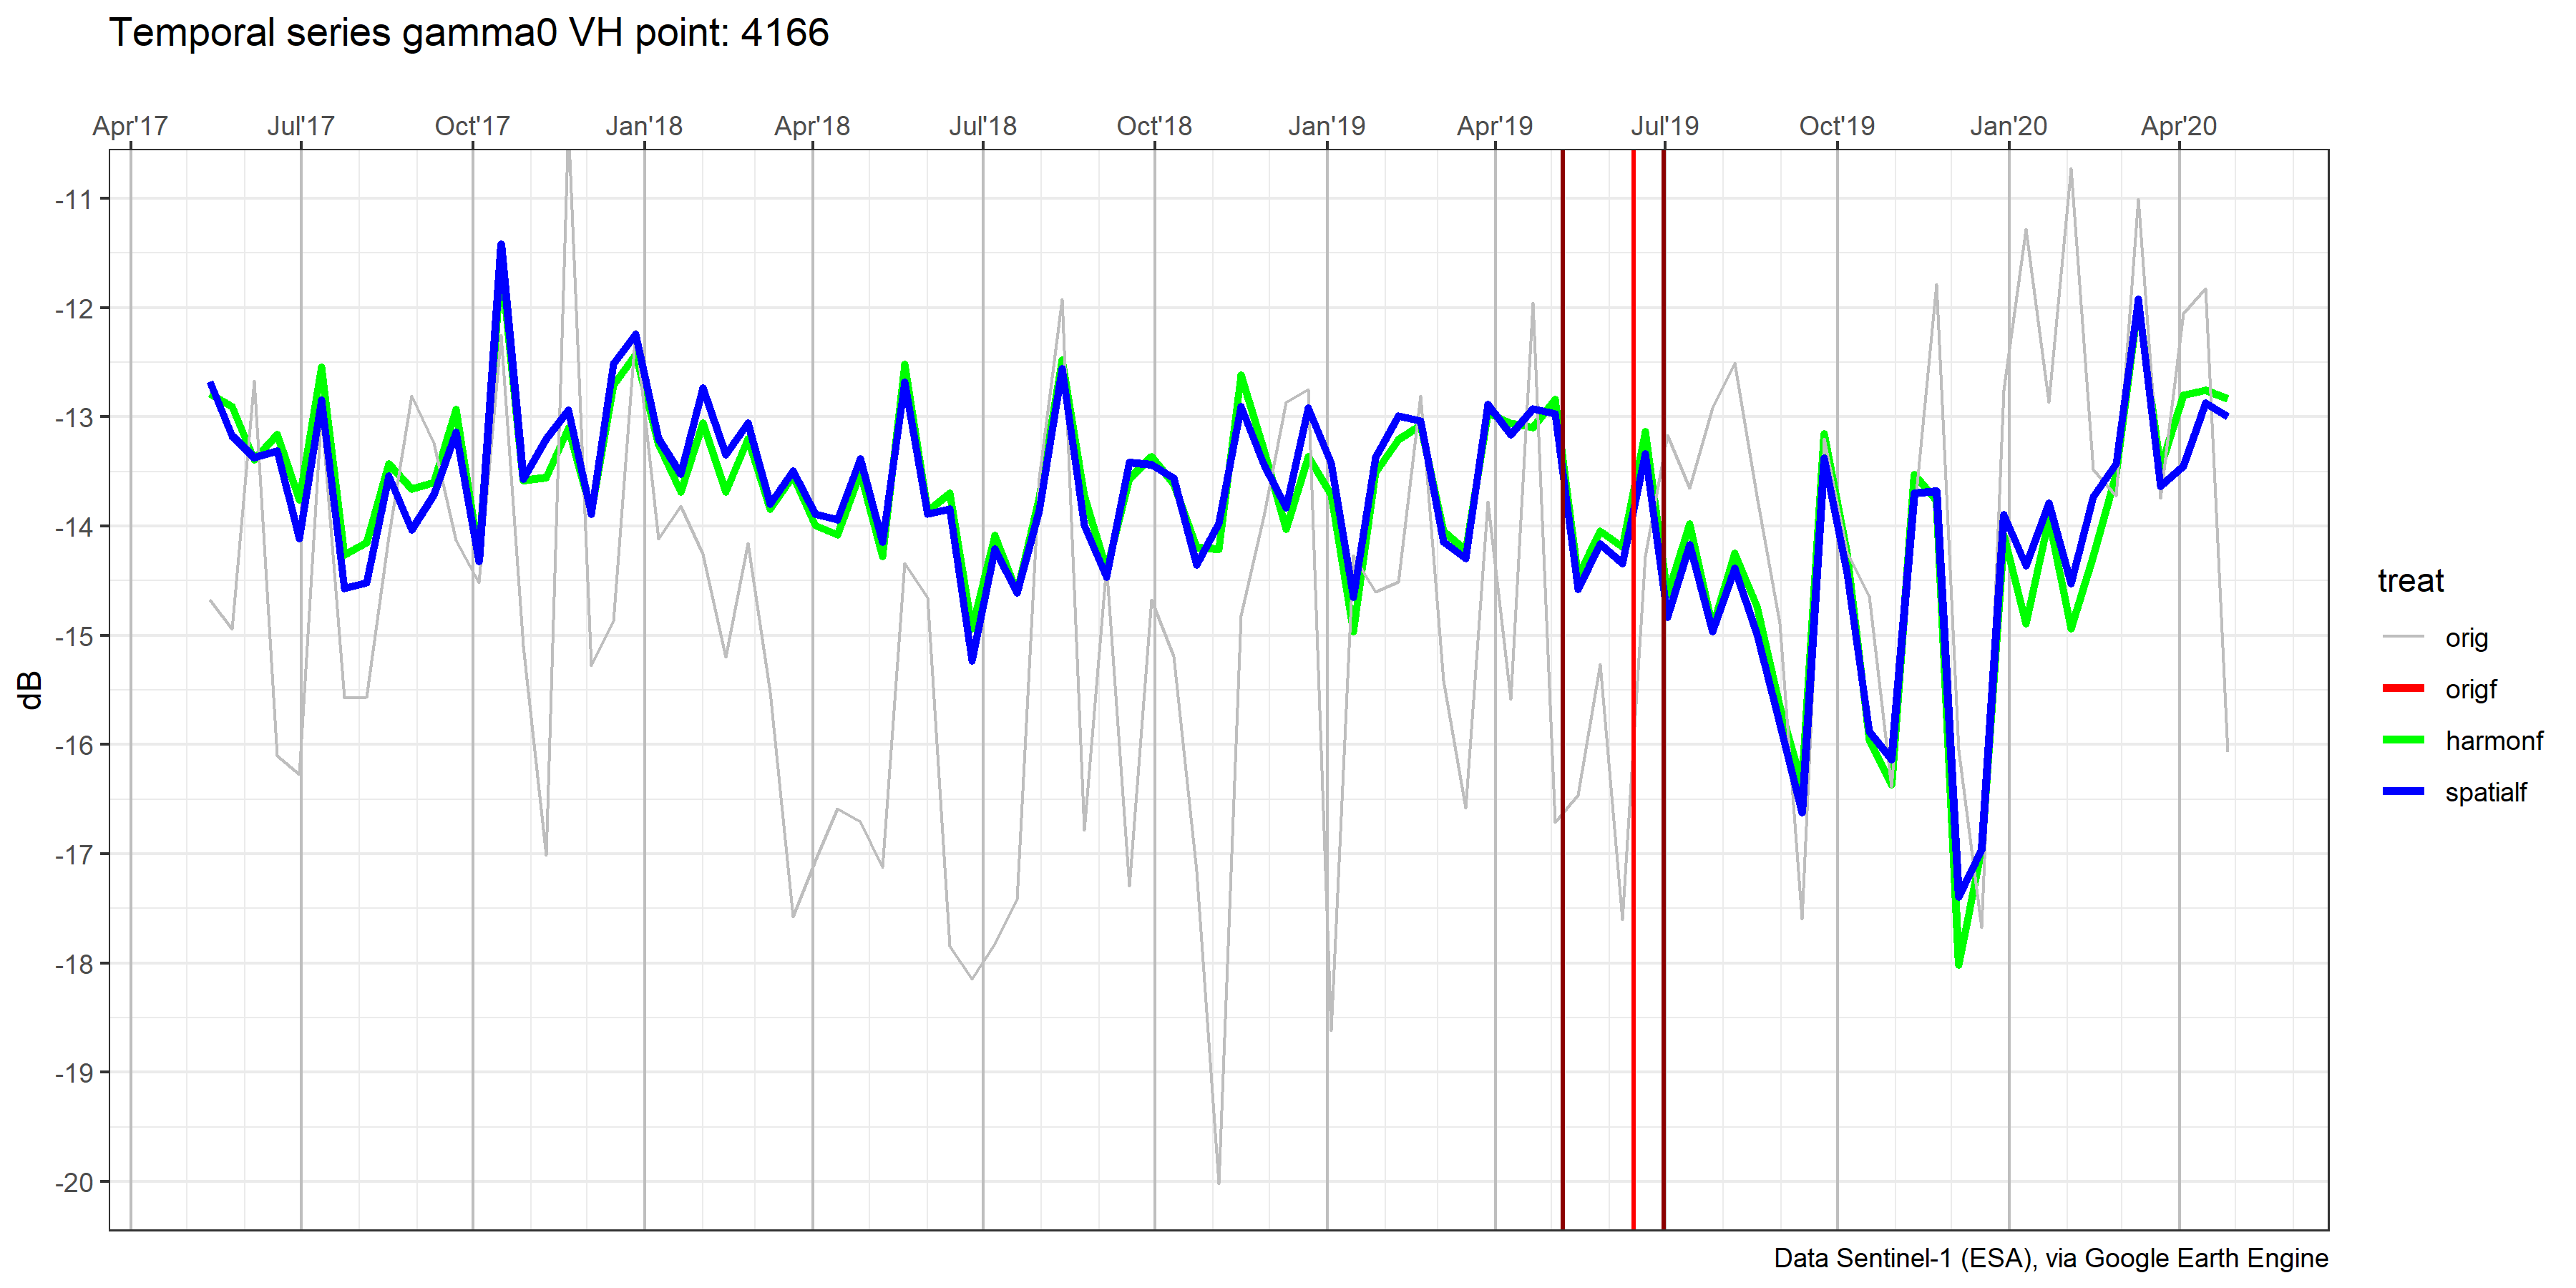 Temporal series gamma0 VH point: 4166
Apr'17 Jul'17 Oct'17 Jan'18 Apr'18 Jul'18 Oct'18 Jan'19 Apr'19 Jul'19 Oct'19 Jan'20 Apr'20
-11
-12
-13
-14
-15
-16
-17
-18
-19
-20
dB
treat
orig
origf
harmonf
spatialf
Data Sentinel-1 (ESA), via Google Earth Engine